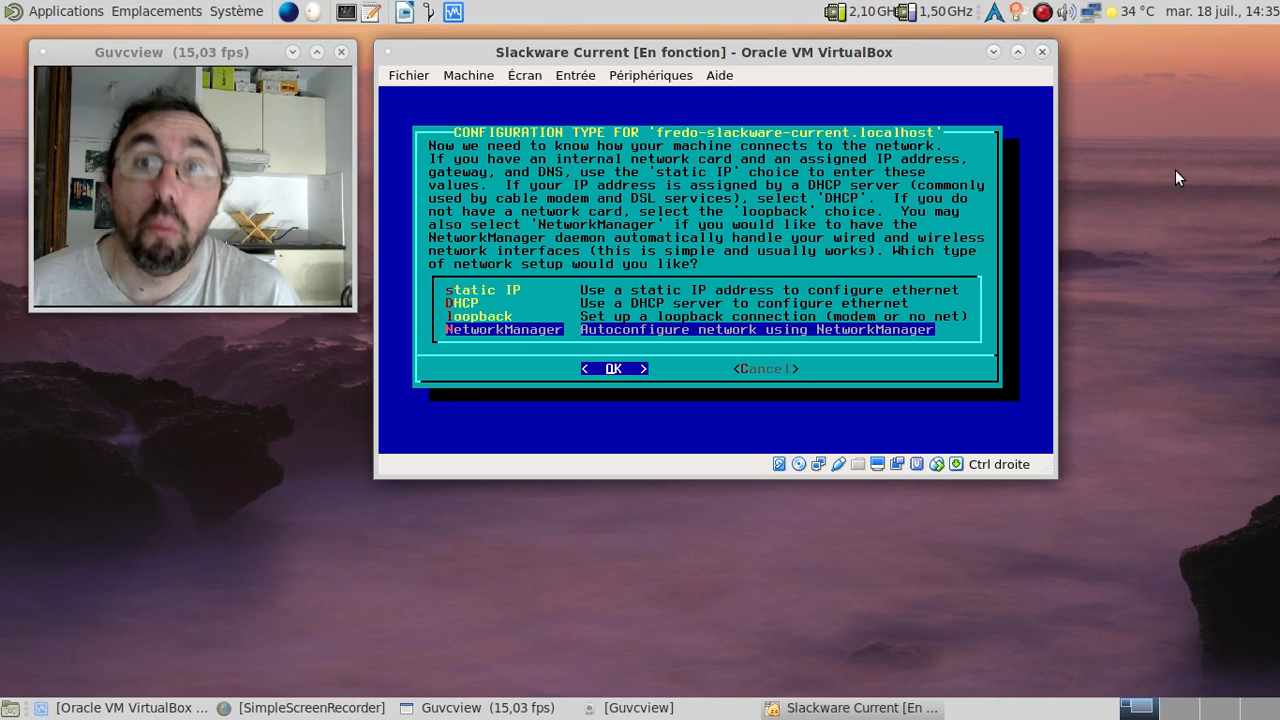 Applications Emplacements Système
2,10GH
1,50GHZ
34 °C
mar. 18 juil., 14:35
Guvcview (15,03 fps)
Slackware Current [En fonction] - Oracle VM VirtualBox
Fichier Machine Écran Entrée Périphériques Aide
CONFIGURATION TYPE FOR 'fredo-slackware-current.localhost'
Now we need to know how your machine connects to the network.
If you have an internal network card and an assigned IP address,
gateway, and DNS, use the 'static IP' choice to enter these
values. If your IP address is assigned by a DHCP server (commonly
used by cable modem and DSL services), select 'DHCP'. If you do
not have a network card, select the 'loopback' choice. You may
also select 'NetworkManager' if you would like to have the
NetworkManager daemon automatically handle your wired and wireless
network interfaces (this is simple and usually works). Which type
of network setup would you like?
static IP Use a static IP address to configure ethernet
DHCP Use a DHCP server to configure ethernet
loopback Set up a loopback connection (modem or no net)
NetworkManager Autoconfigure network using NetworkManager
< OK > <Cancel>
Ctrl droite
[Oracle VM VirtualBox ...
[SimpleScreenRecorder]
Guvcview (15,03 fps)
[Guvcview]
Slackware Current [En ...